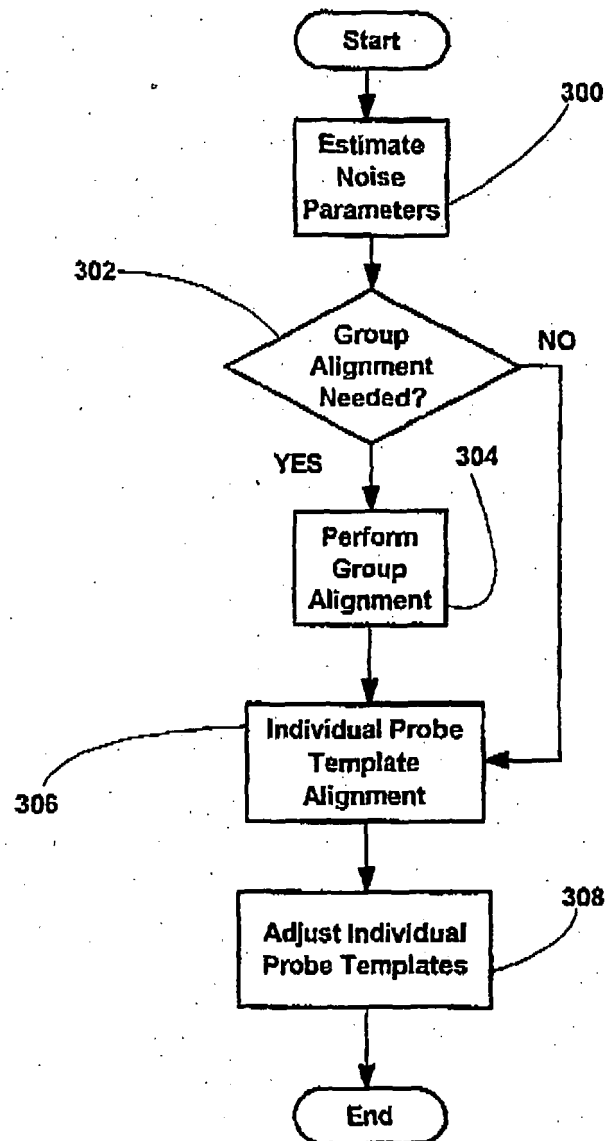 Start
300
Estimate
Noise
Parameters
302
Group
Alignment
Needed?
NO
YES
304
Perform
Group
Alignment
Individual Probe
Template
Alignment
306
308
Adjust Individual
Probe Templates
End